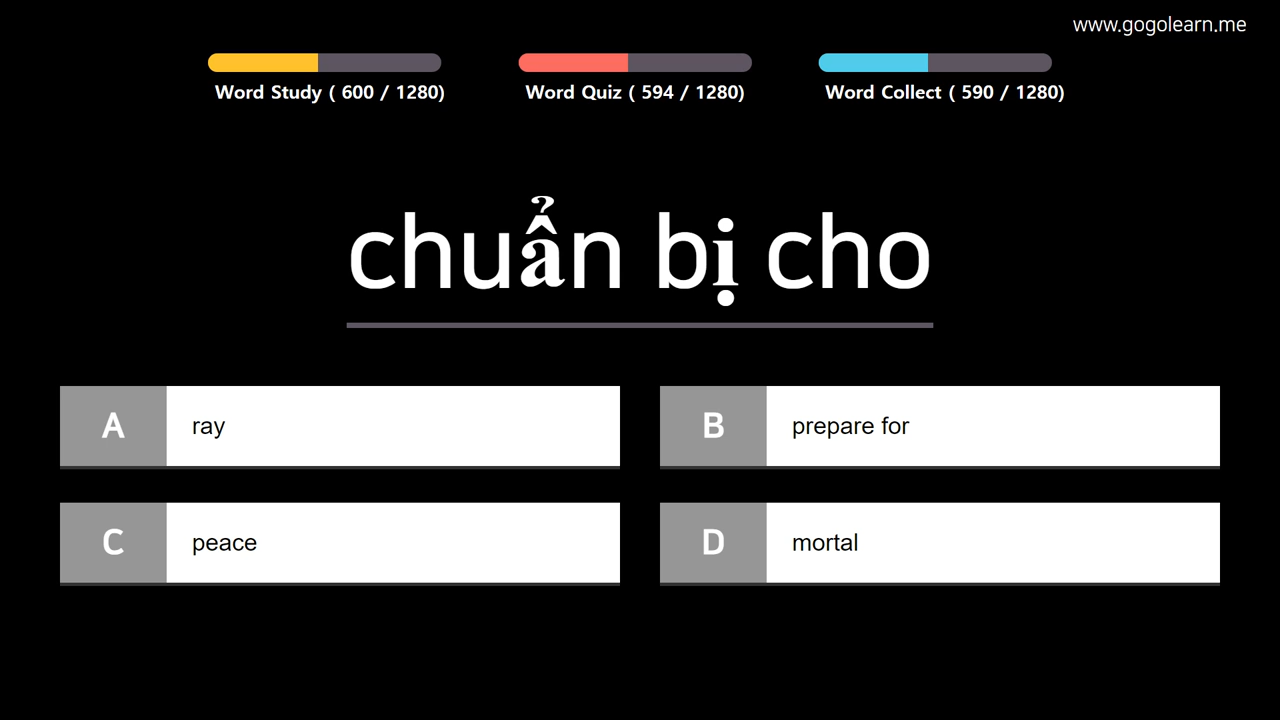 www.gogolearn.me
Word Study ( 600 / 1280)
Word Quiz ( 594 / 1280)
Word Collect ( 590 / 1280)
chuẩn bị cho
A ray
B prepare for
C peace
D mortal